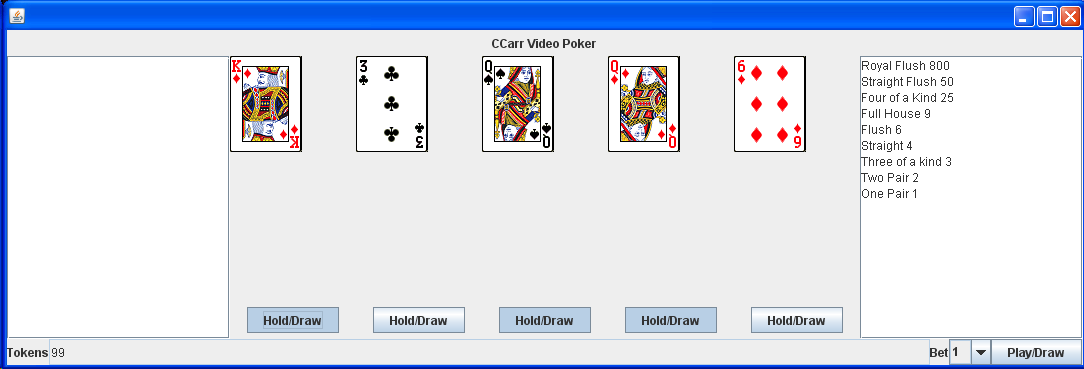 CCarr Video Poker
K
K
3
3
Q
Q
Q
Q
6
6
Royal Flush 800
Straight Flush 50
Four of a Kind 25
Full House 9
Flush 6
Straight 4
Three of a kind 3
Two Pair 2
One Pair 1
Hold/Draw Hold/Draw Hold/Draw Hold/Draw Hold/Draw
Tokens 99 Bet 1 Play/Draw